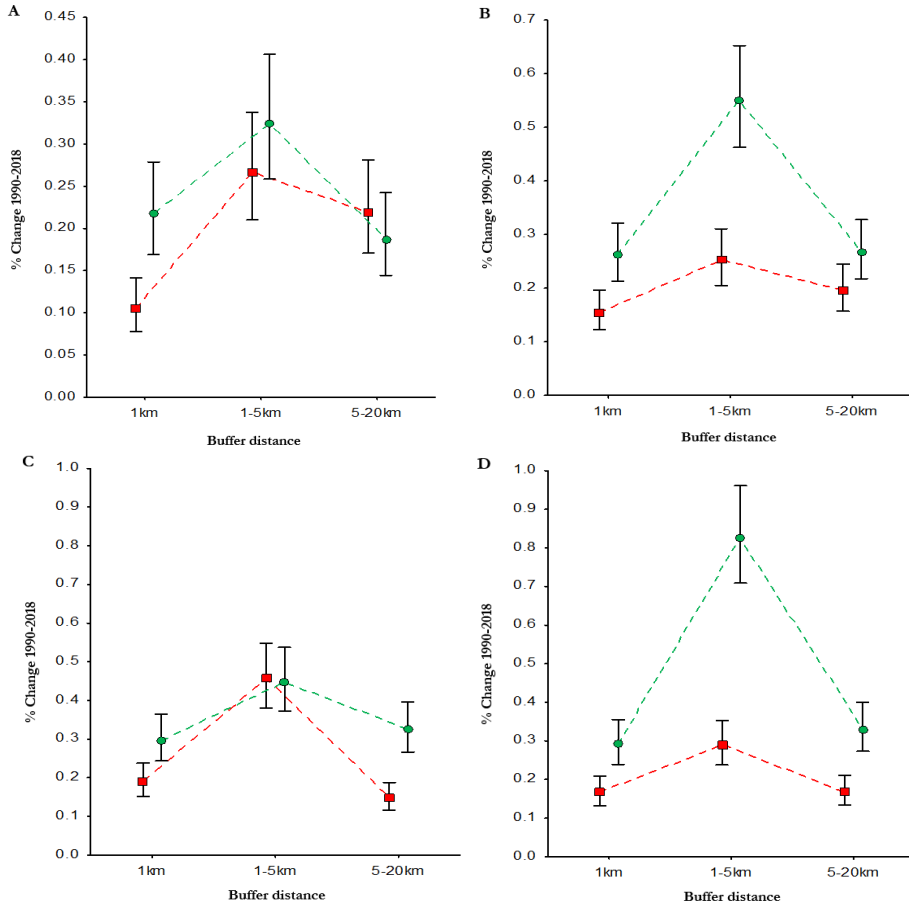 A
% Change 1990-2018
0.45
0.40
0.35
0.30
0.25
0.20
0.15
0.10
0.05
0.00
1km
1-5km
5-20km
Buffer distance
B
% Change 1990-2018
0.7
0.6
0.5
0.4
0.3
0.2
0.1
0.0
1km
1-5km
5-20km
Buffer distance
C
% Change 1990-2018
1.0
0.9
0.8
0.7
0.6
0.5
0.4
0.3
0.2
0.1
0.0
1km
1-5km
5-20km
Buffer distance
D
% Change 1990-2018
1.0
0.9
0.8
0.7
0.6
0.5
0.4
0.3
0.2
0.1
0.0
1km
1-5km
5-20km
Buffer distance